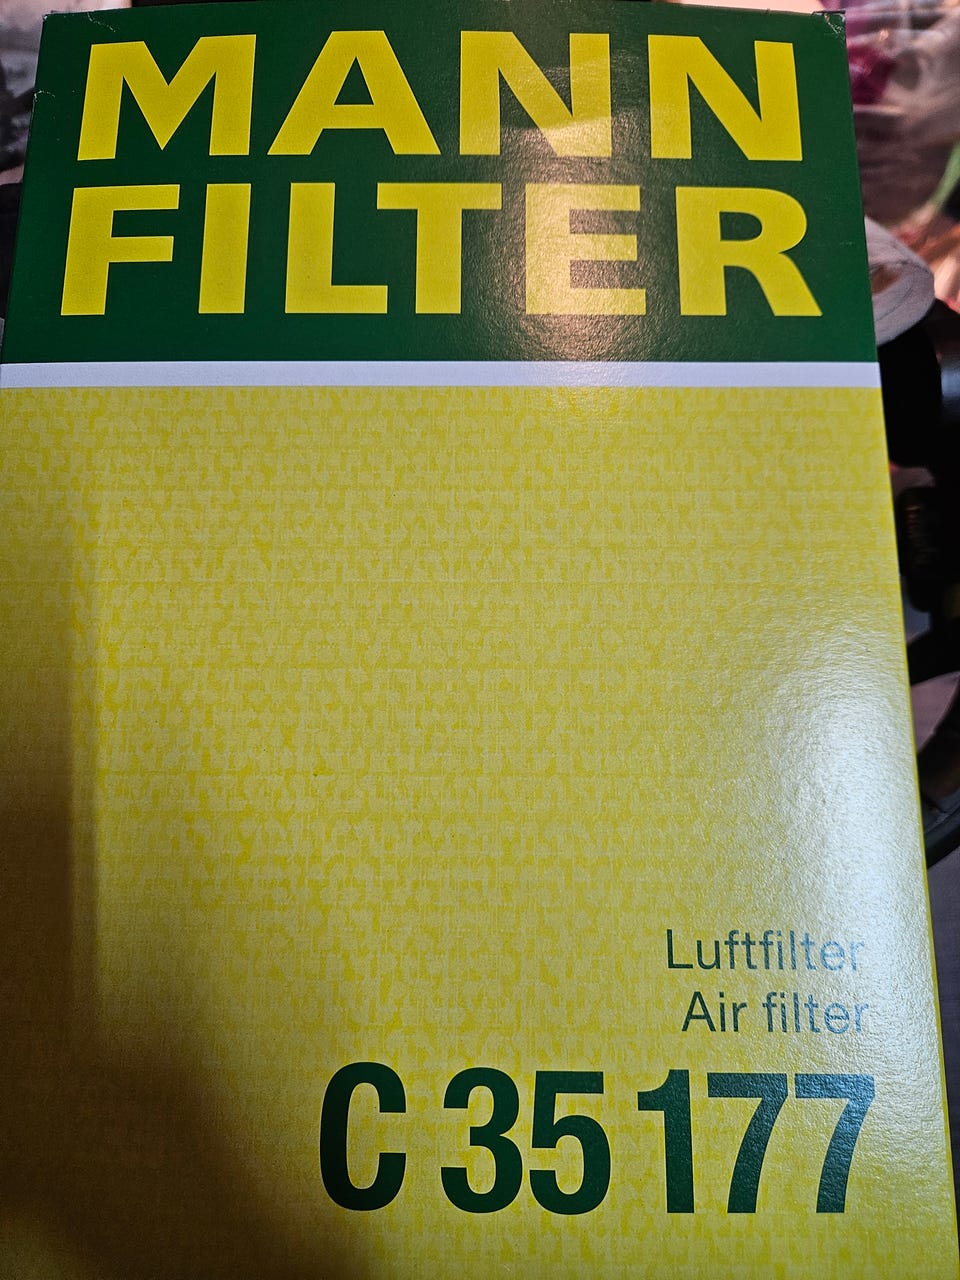 MANN
FILTER
Luftfilter
Air filter
C 35 177